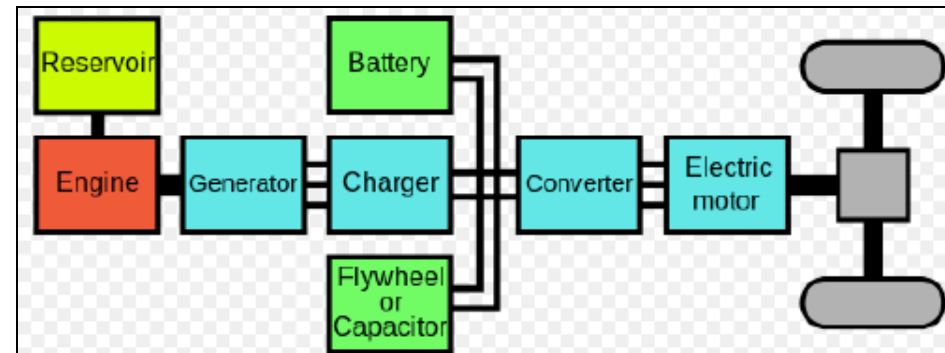 Reservoir
Battery
Engine
Generator
Charger
Converter
Electric
motor
Flywheel
or
Capacitor